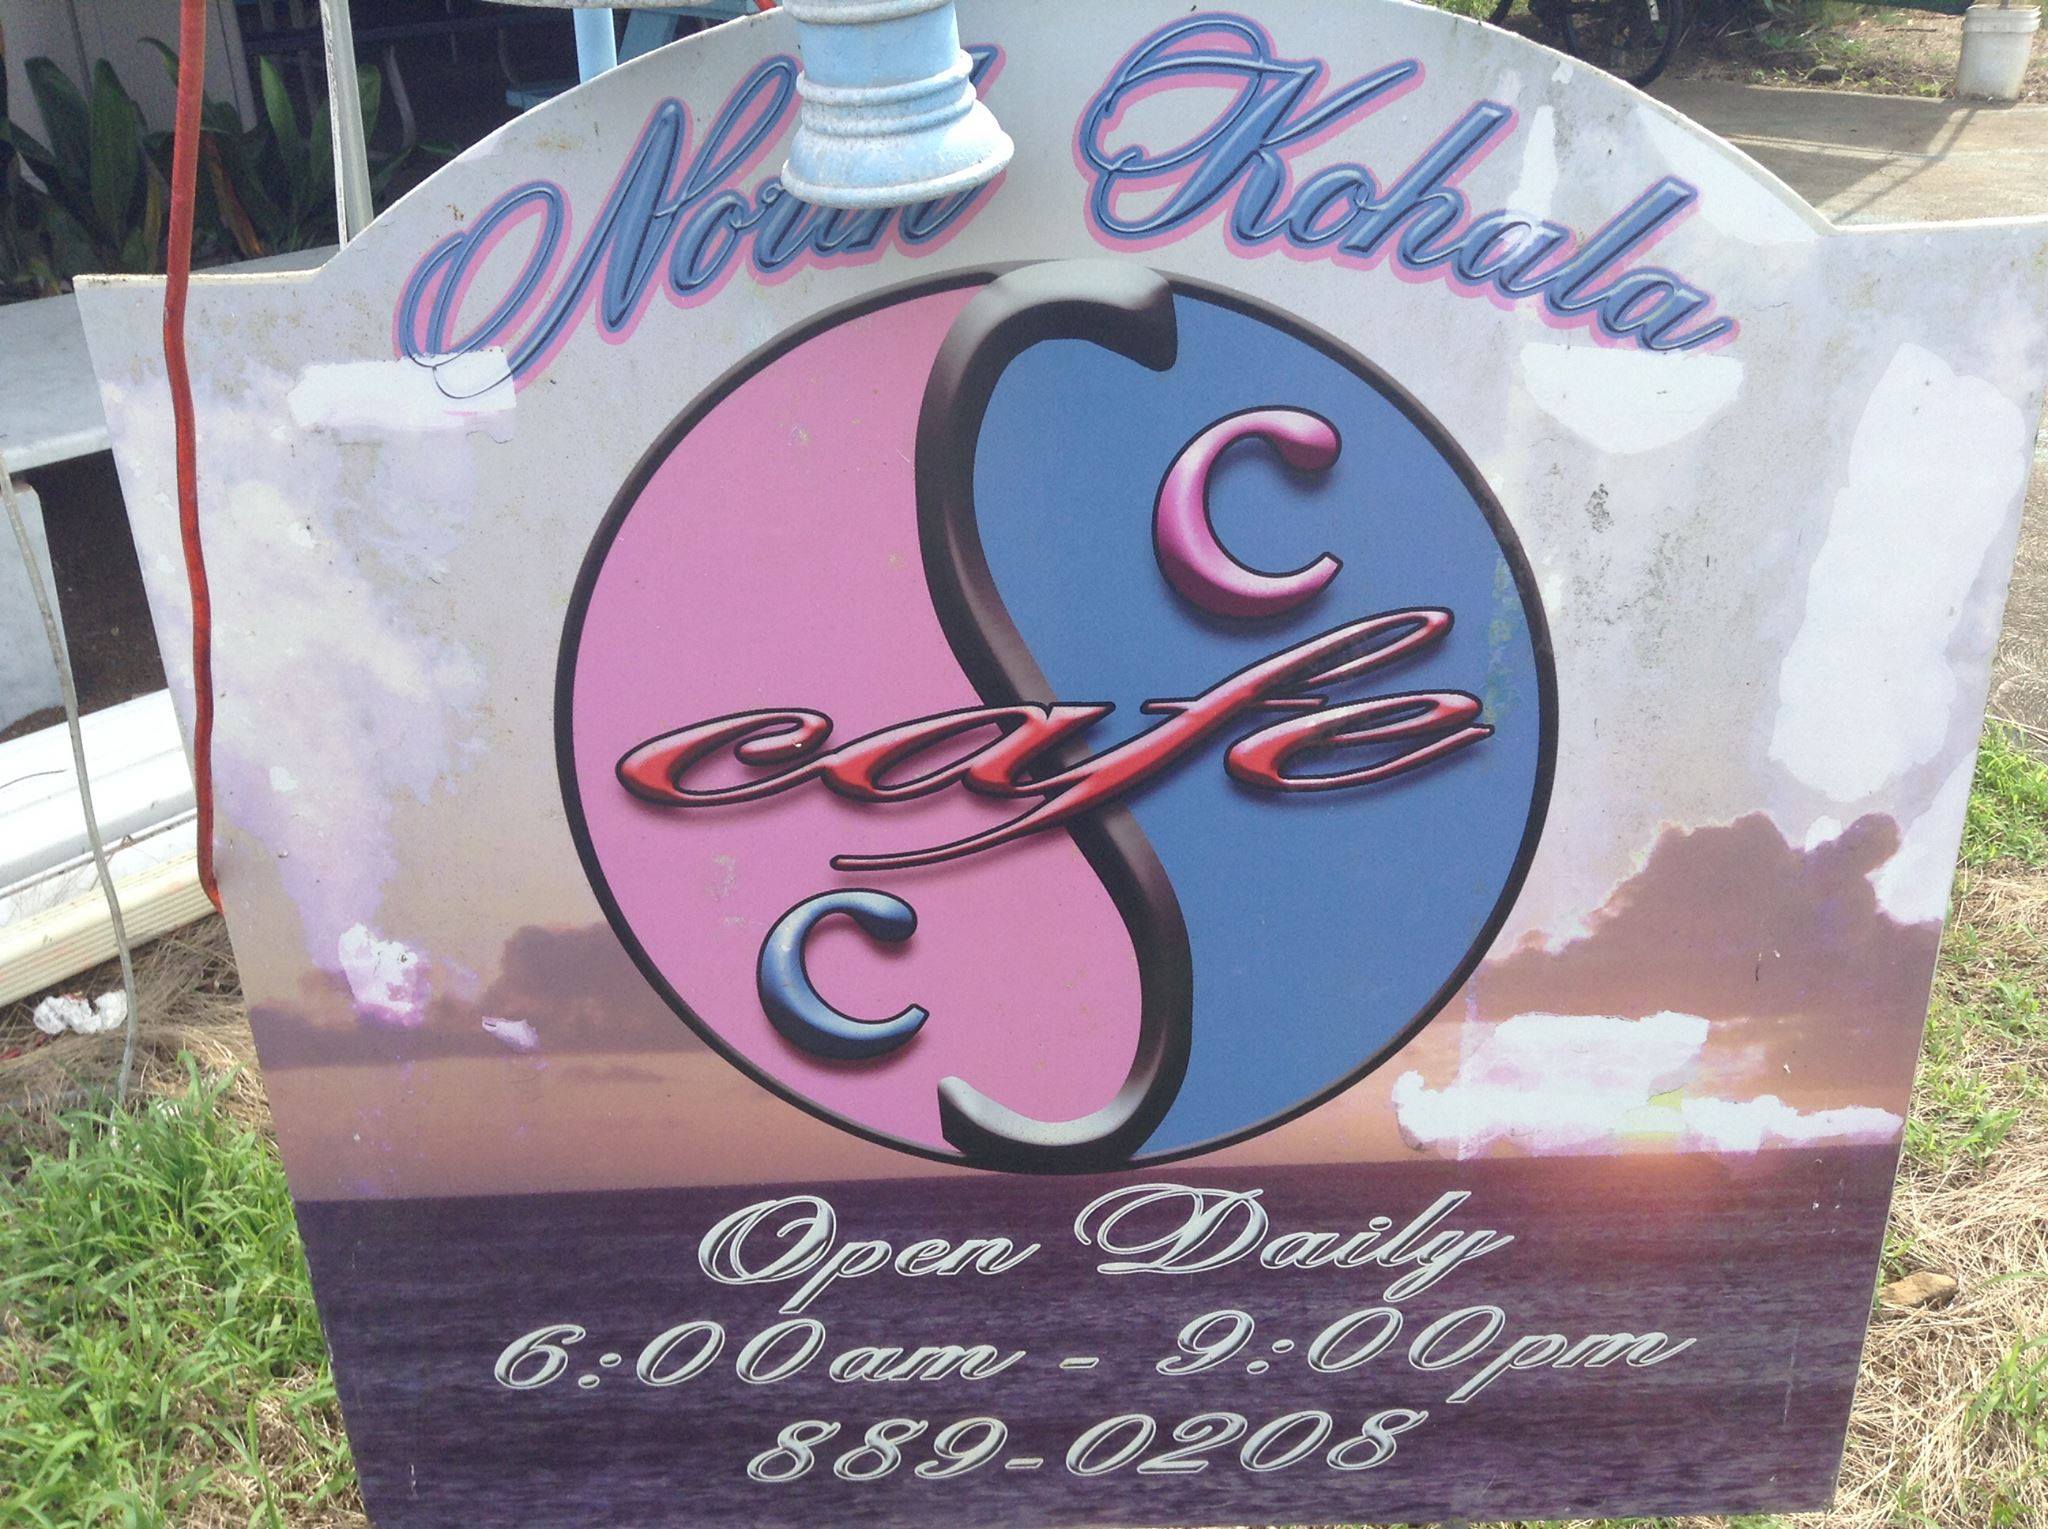 North Kohala
C
cafe
C
Open Daily
6:00am - 9:00pm
889-0208